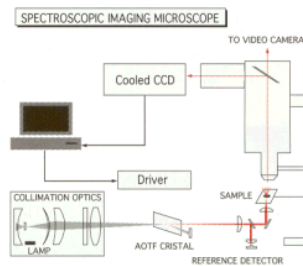 SPECTROSCOPIC IMAGING MICROSCOPE
TO VIDEO CAMERA
Cooled CCD
Driver
COLLIMATION OPTICS
SAMPLE
LAMP
AOTF CRISTAL
REFERENCE DETECTOR